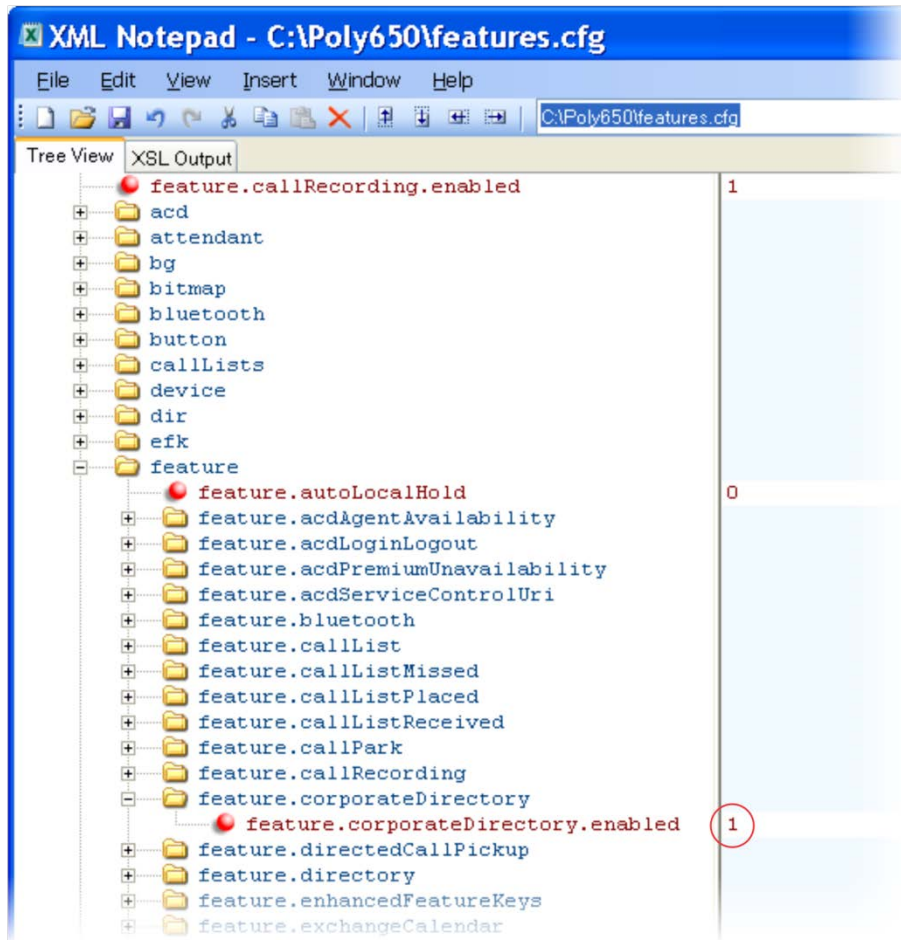 XML Notepad - C:\Poly650\features.cfg
File Edit View Insert Window Help
C:\Poly650\features.cfg
Tree View XSL Output
feature.callRecording.enabled 1
acd
attendant
bg
bitmap
bluetooth
button
callLists
device
dir
efk
feature
feature.autoLocalHold 0
feature.acdAgentAvailability
feature.acdLoginLogout
feature.acdPremiumUnavailability
feature.acdServiceControlUri
feature.bluetooth
feature.callList
feature.callListMissed
feature.callListPlaced
feature.callListReceived
feature.callPark
feature.callRecording
feature.corporateDirectory
feature.corporateDirectory.enabled 1
feature.directedCallPickup
feature.directory
feature.enhancedFeatureKeys
feature.exchangeCalendar